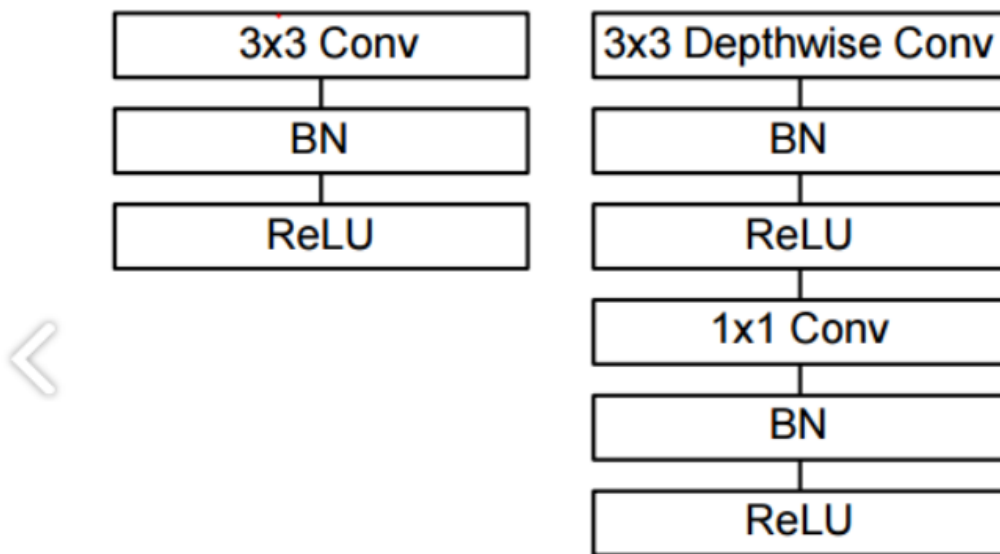 3x3 Conv
BN
ReLU
3x3 Depthwise Conv
BN
ReLU
1x1 Conv
BN
ReLU